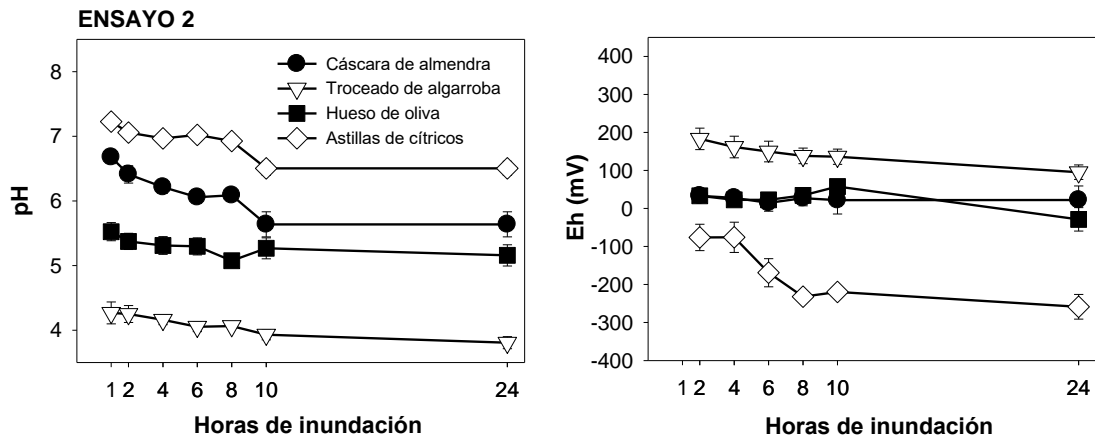 ENSAYO 2
pH
8
7
6
5
4
Cáscara de almendra
Troceado de algarroba
Hueso de oliva
Astillas de cítricos
1 2 4 6 8 10 24
Horas de inundación
Eh (mV)
400
300
200
100
0
-100
-200
-300
-400
1 2 4 6 8 10 24
Horas de inundación